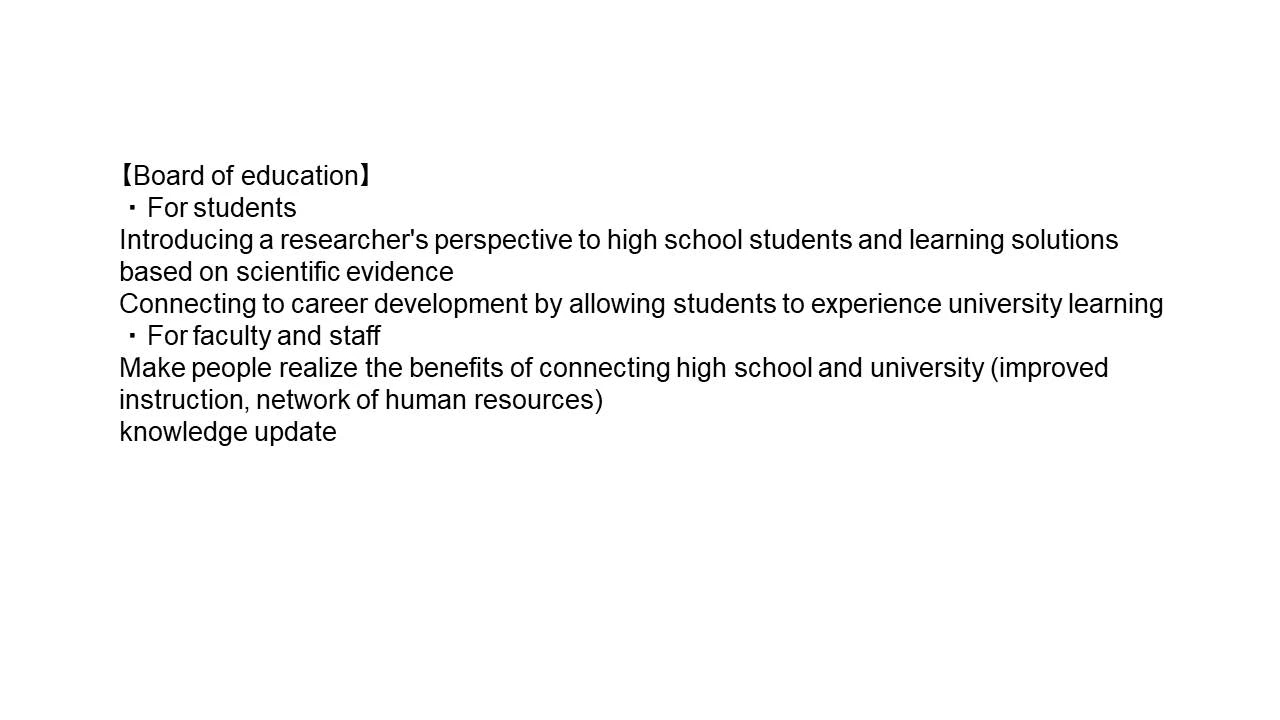 【Board of education】
・For students
Introducing a researcher's perspective to high school students and learning solutions
based on scientific evidence
Connecting to career development by allowing students to experience university learning
・For faculty and staff
Make people realize the benefits of connecting high school and university (improved
instruction, network of human resources)
knowledge update